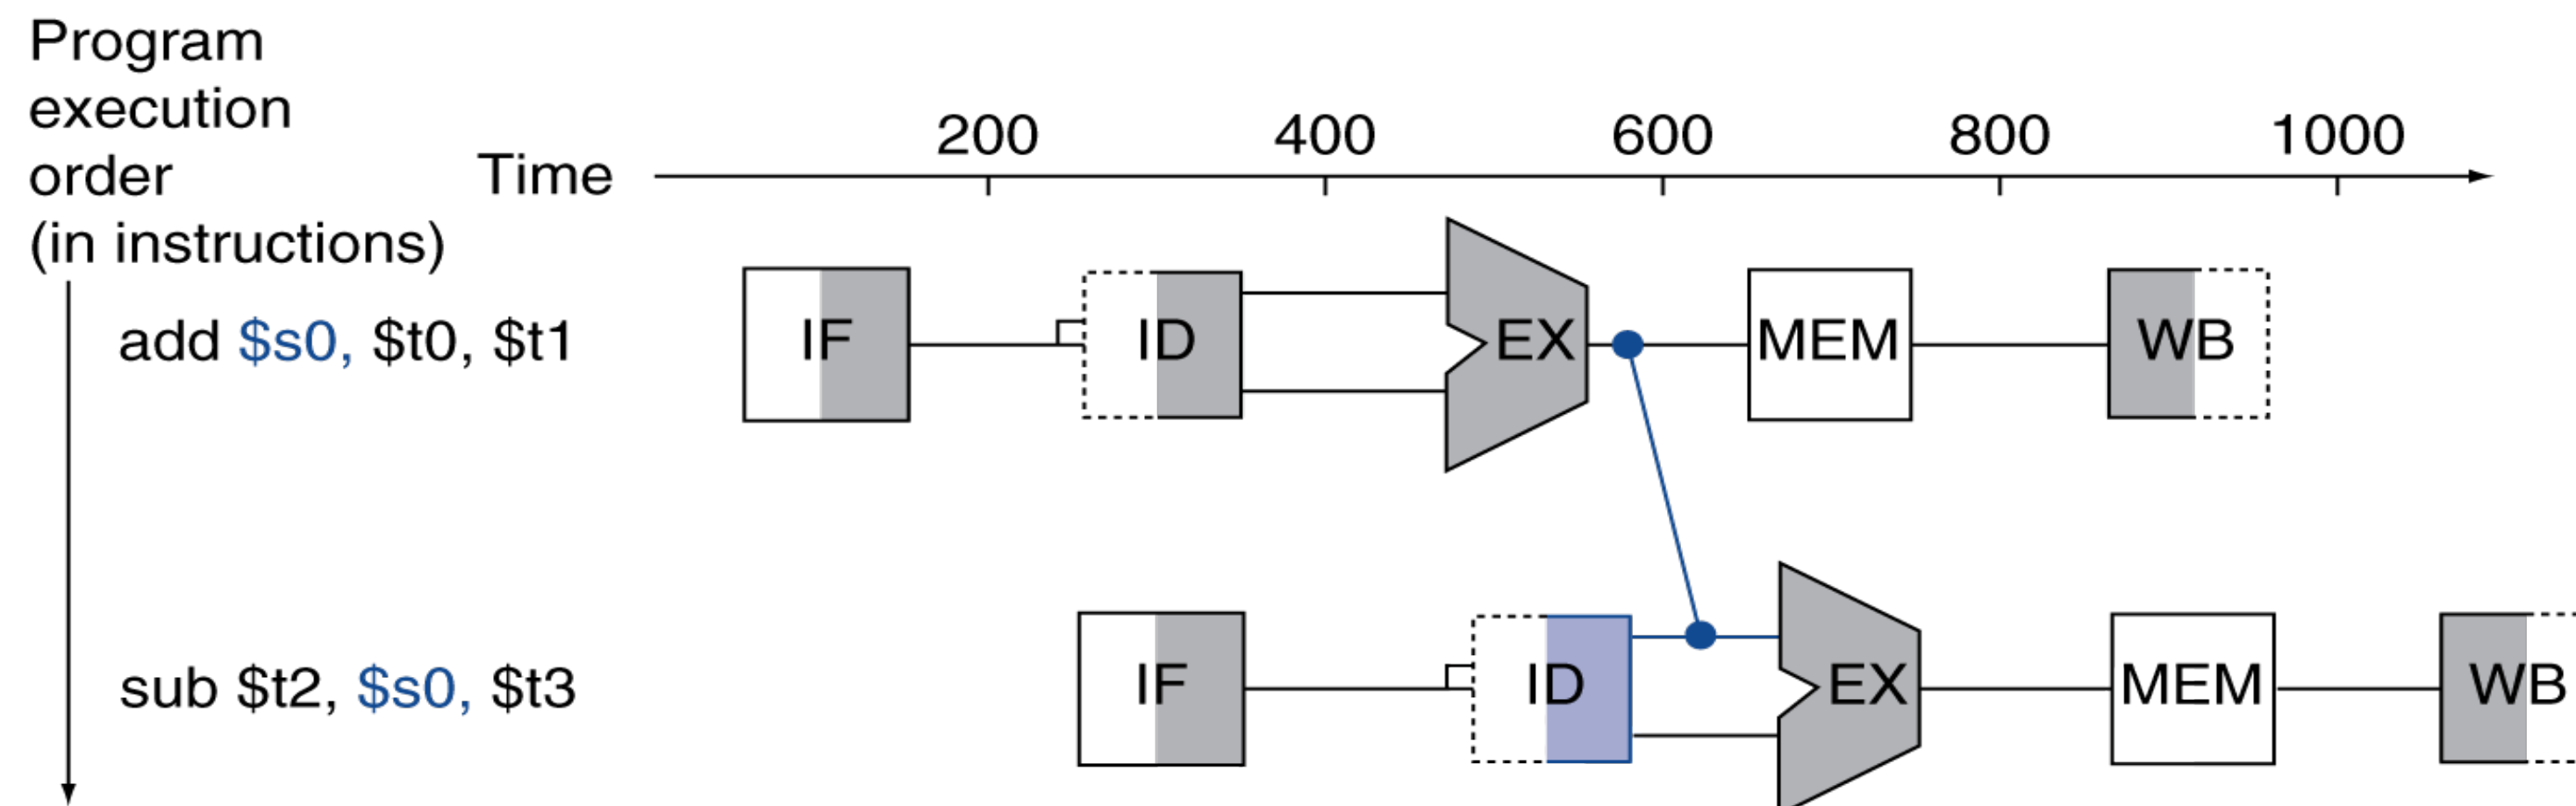 Program
execution
order
(in instructions)
Time
200 400 600 800 1000
add $s0, $t0, $t1
IF ID EX MEM WB
sub $t2, $s0, $t3
IF ID EX MEM WB